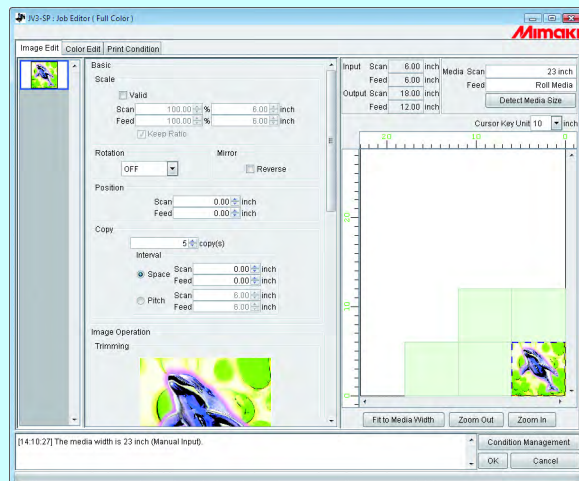 JV3-SP : Job Editor ( Full Color )
Mimaki
Image Edit Color Edit Print Condition
Basic
Scale
Valid
Scan 100.00 % 6.00 inch
Feed 100.00 % 6.00 inch
Keep Ratio
Rotation Mirror
OFF Reverse
Position
Scan 0.00 inch
Feed 0.00 inch
Copy
5 copy(s)
Interval
Space Scan 0.00 inch
Feed 0.00 inch
Pitch Scan 6.00 inch
Feed 6.00 inch
Image Operation
Trimming
Input Scan 6.00 inch
Feed 6.00 inch
Output Scan 18.00 inch
Feed 12.00 inch
Media Scan 23 inch
Feed Roll Media
Detect Media Size
Cursor Key Unit 10 inch
20 10 0
20
10
0
Fit to Media Width Zoom Out Zoom In
[14:10:27] The media width is 23 inch (Manual Input).
Condition Management
OK Cancel